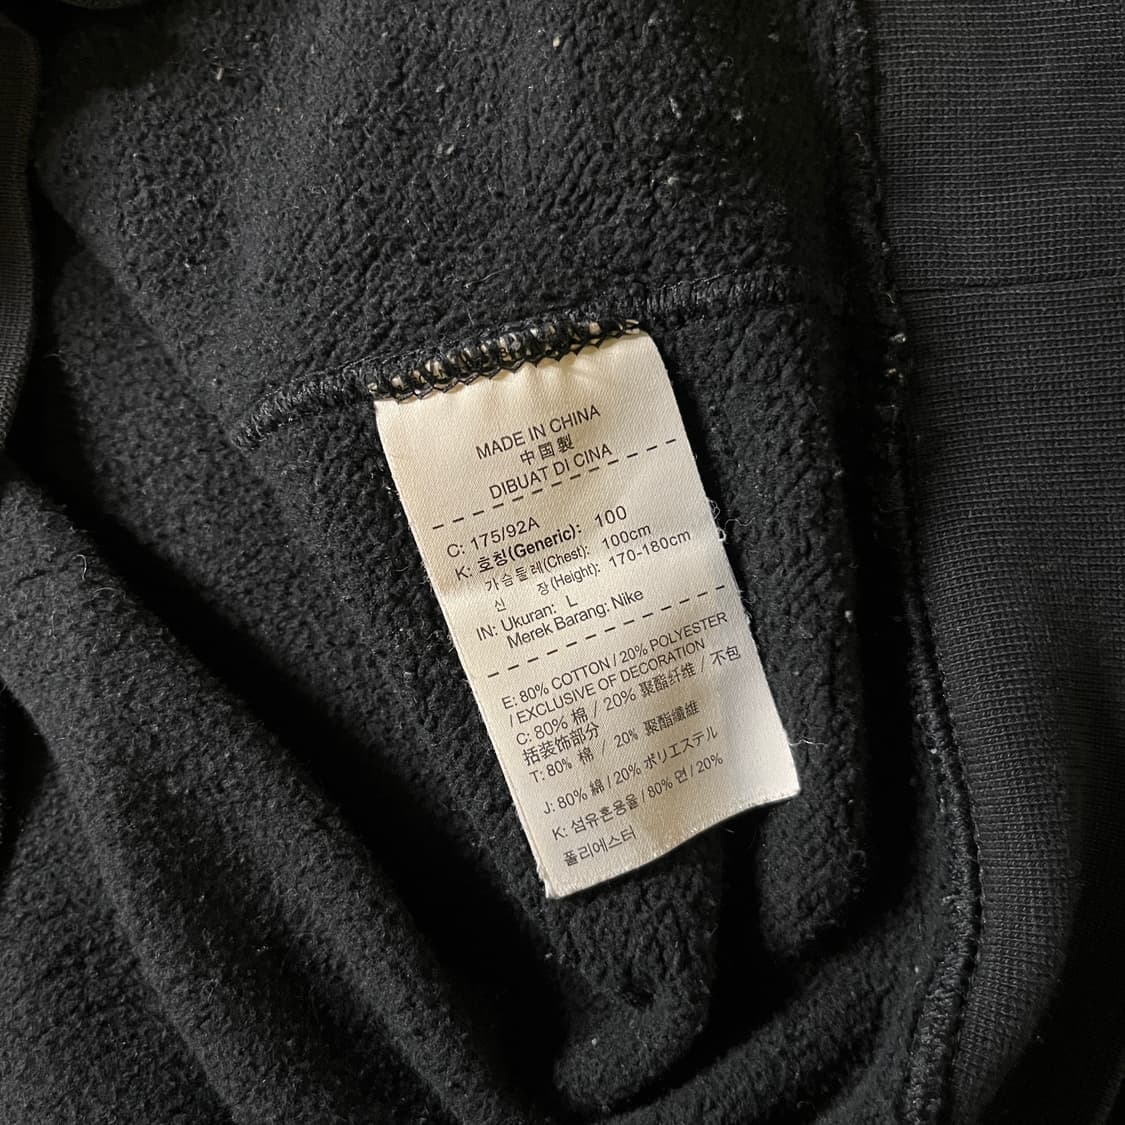 MADE IN CHINA
中国製
DIBUAT DI CINA
C: 175/92A
K: 호칭(Generic): 100
가슴둘레(Chest): 100cm
신 장(Height): 170-180cm
IN: Ukuran: L
Merek Barang: Nike
E: 80% COTTON / 20% POLYESTER
/ EXCLUSIVE OF DECORATION
C: 80% 棉 / 20% 聚酯纤维 / 不包
括装饰部分
T: 80% 棉 / 20% 聚酯纖維
J: 80% 綿 / 20% ポリエステル
K: 섬유혼용율 / 80% 면 / 20%
폴리에스터